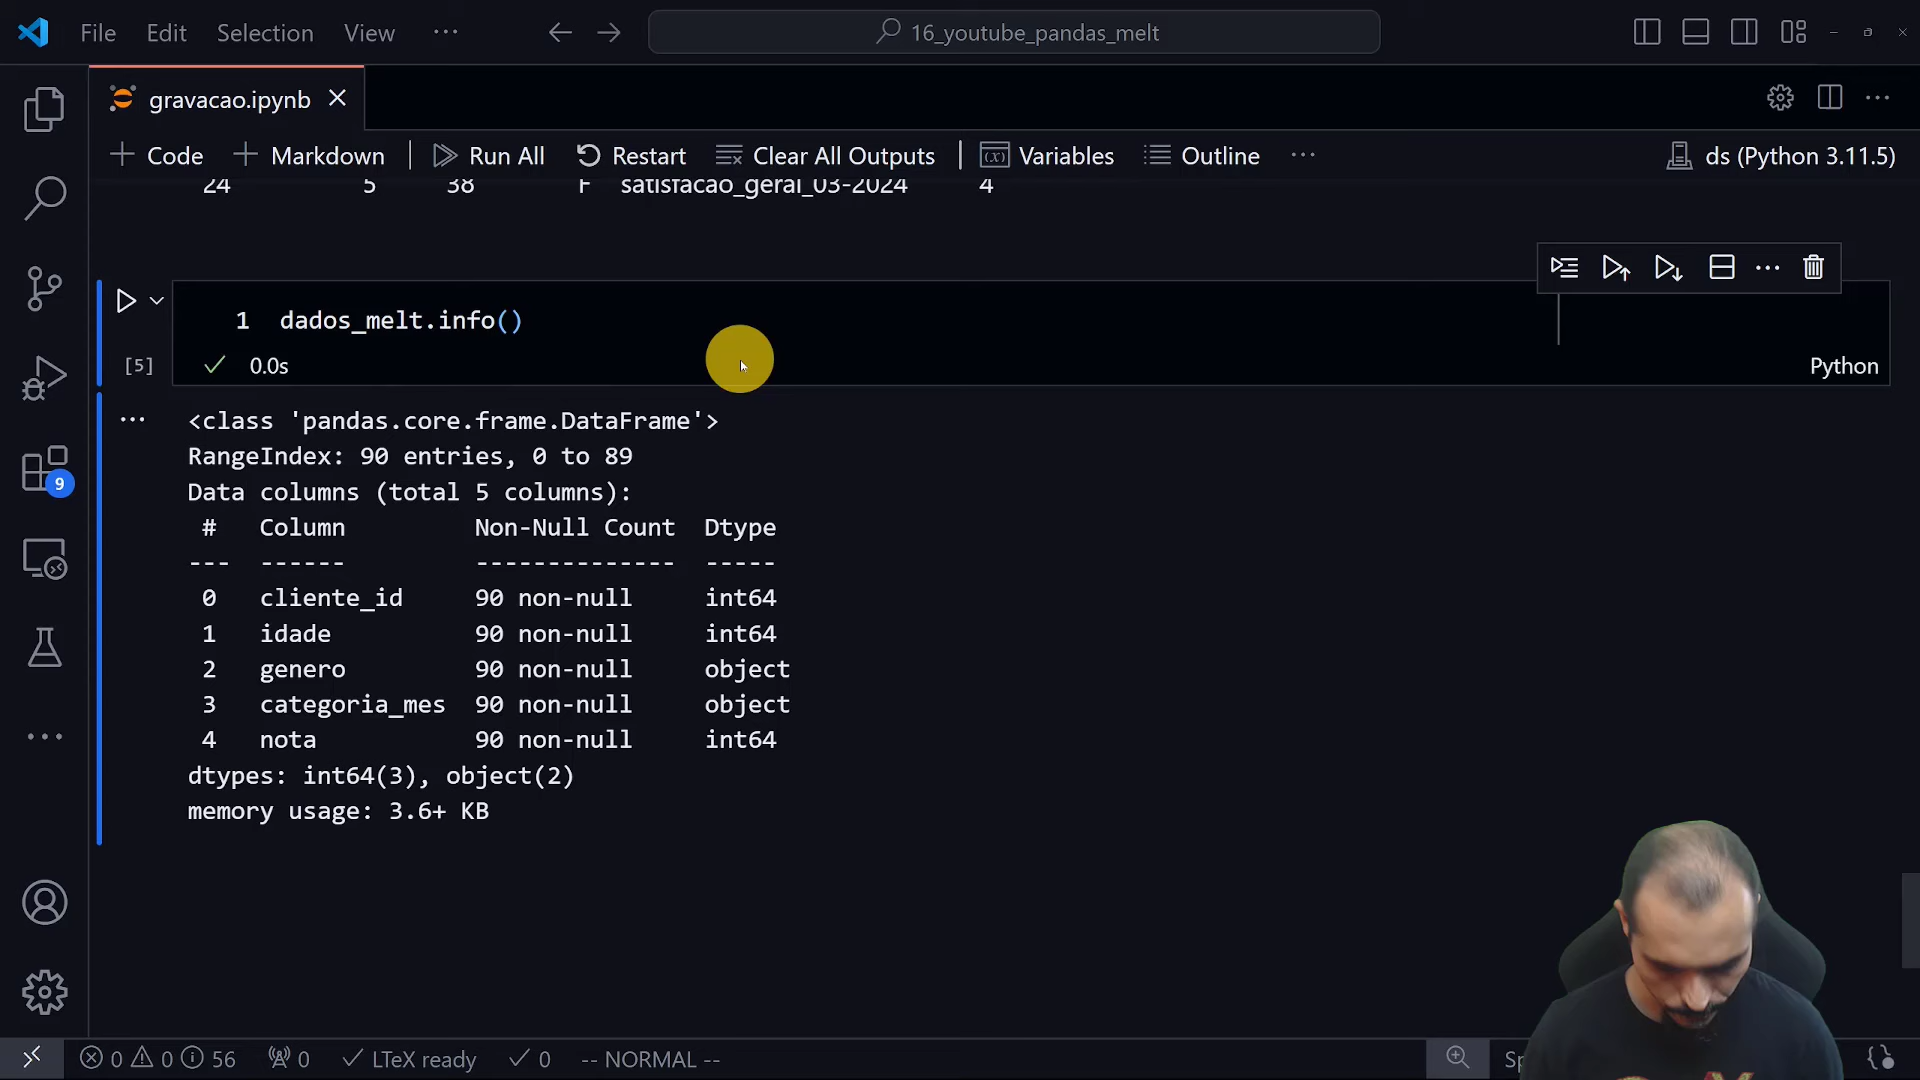 File Edit Selection View ··· 16_youtube_pandas_melt
gravacao.ipynb
Code Markdown Run All Restart Clear All Outputs Variables Outline ··· ds (Python 3.11.5)
24 5 38 F satisfacao_geral_03-2024 4
1 dados_melt.info()
[5] 0.0s Python
<class 'pandas.core.frame.DataFrame'>
RangeIndex: 90 entries, 0 to 89
Data columns (total 5 columns):
# Column Non-Null Count Dtype
--- ------ -------------- -----
0 cliente_id 90 non-null int64
1 idade 90 non-null int64
2 genero 90 non-null object
3 categoria_mes 90 non-null object
4 nota 90 non-null int64
dtypes: int64(3), object(2)
memory usage: 3.6+ KB
9
0 0 56 0 LTeX ready 0 -- NORMAL --